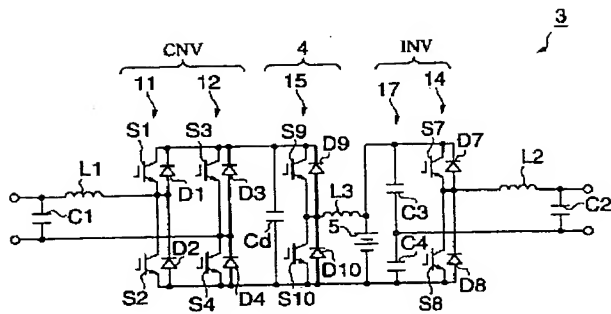 3
CNV 4 INV
11 12 15 17 14
S1 S3 S9 S7
D9 D7
L1 L2
D1 D3 L3 C3
C1 C2
Cd 5
D2 C4
D10
S2 S4 D4 S10 S8 D8